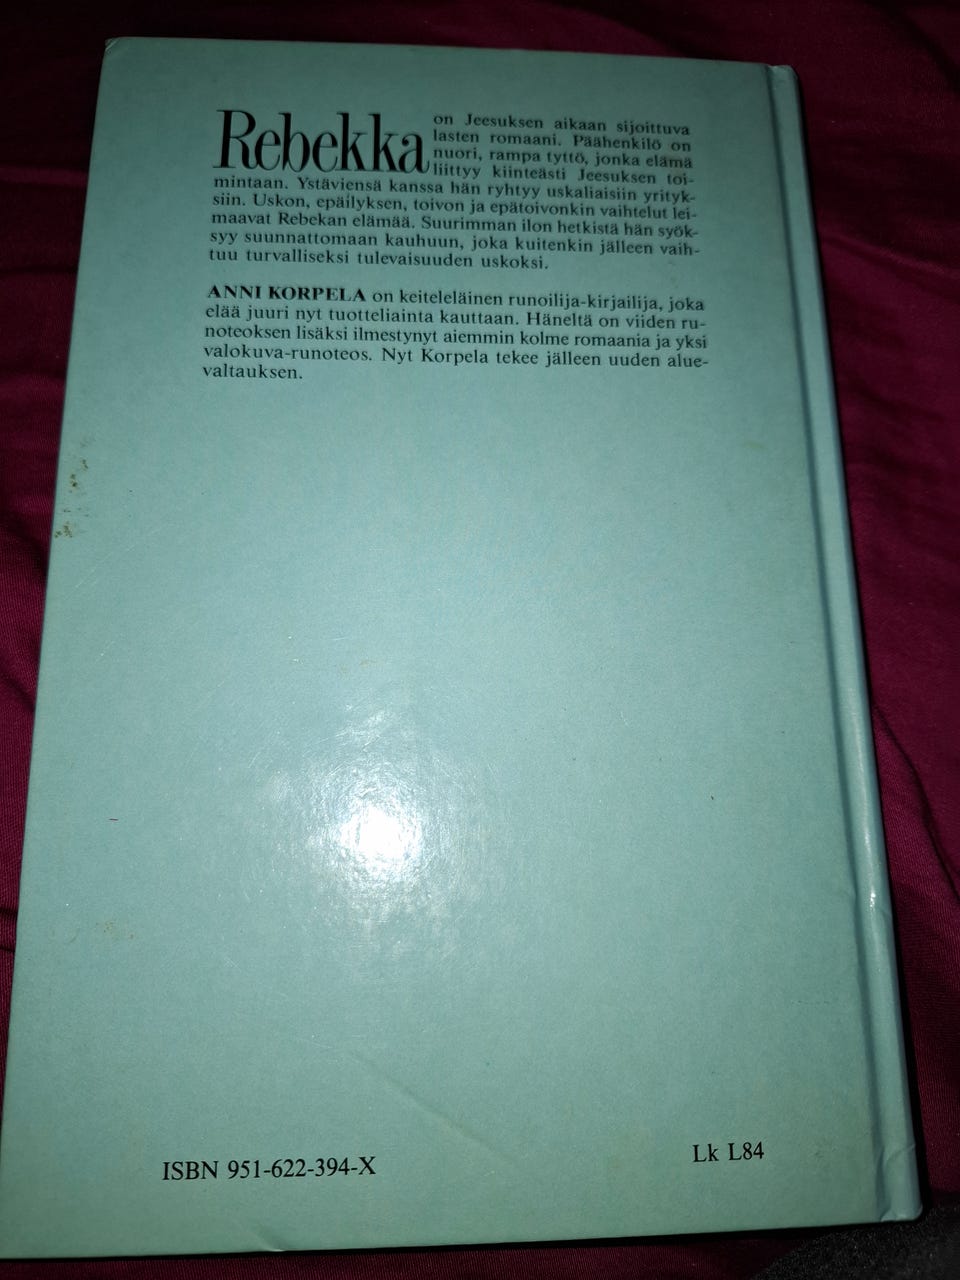 Rebekka on Jeesuksen aikaan sijoittuva
lasten romaani. Päähenkilö on
nuori, rampa tyttö, jonka elämä
liittyy kiinteästi Jeesuksen toi-
mintaan. Ystäviensä kanssa hän ryhtyy uskaliaisiin yrityk-
siin. Uskon, epäilyksen, toivon ja epätoivonkin vaihtelut lei-
maavat Rebekan elämää. Suurimman ilon hetkistä hän syök-
syy suunnattomaan kauhuun, joka kuitenkin jälleen vaih-
tuu turvalliseksi tulevaisuuden uskoksi.
ANNI KORPELA on keiteleläinen runoilija-kirjailija, joka
elää juuri nyt tuotteliainta kauttaan. Häneltä on viiden ru-
noteoksen lisäksi ilmestynyt aiemmin kolme romaania ja yksi
valokuva-runoteos. Nyt Korpela tekee jälleen uuden alue-
valtauksen.
ISBN 951-622-394-X
Lk L84